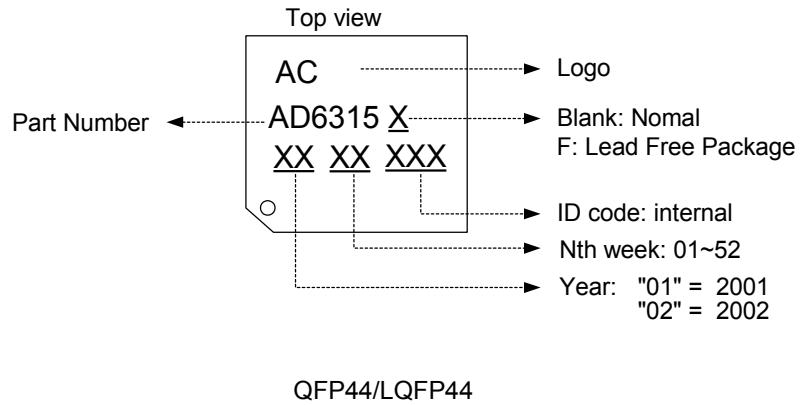 Top view
AC
Logo
Part Number
AD6315 X
Blank: Nomal
F: Lead Free Package
XX XX XXX
ID code: internal
Nth week: 01~52
Year: "01" = 2001
"02" = 2002
QFP44/LQFP44